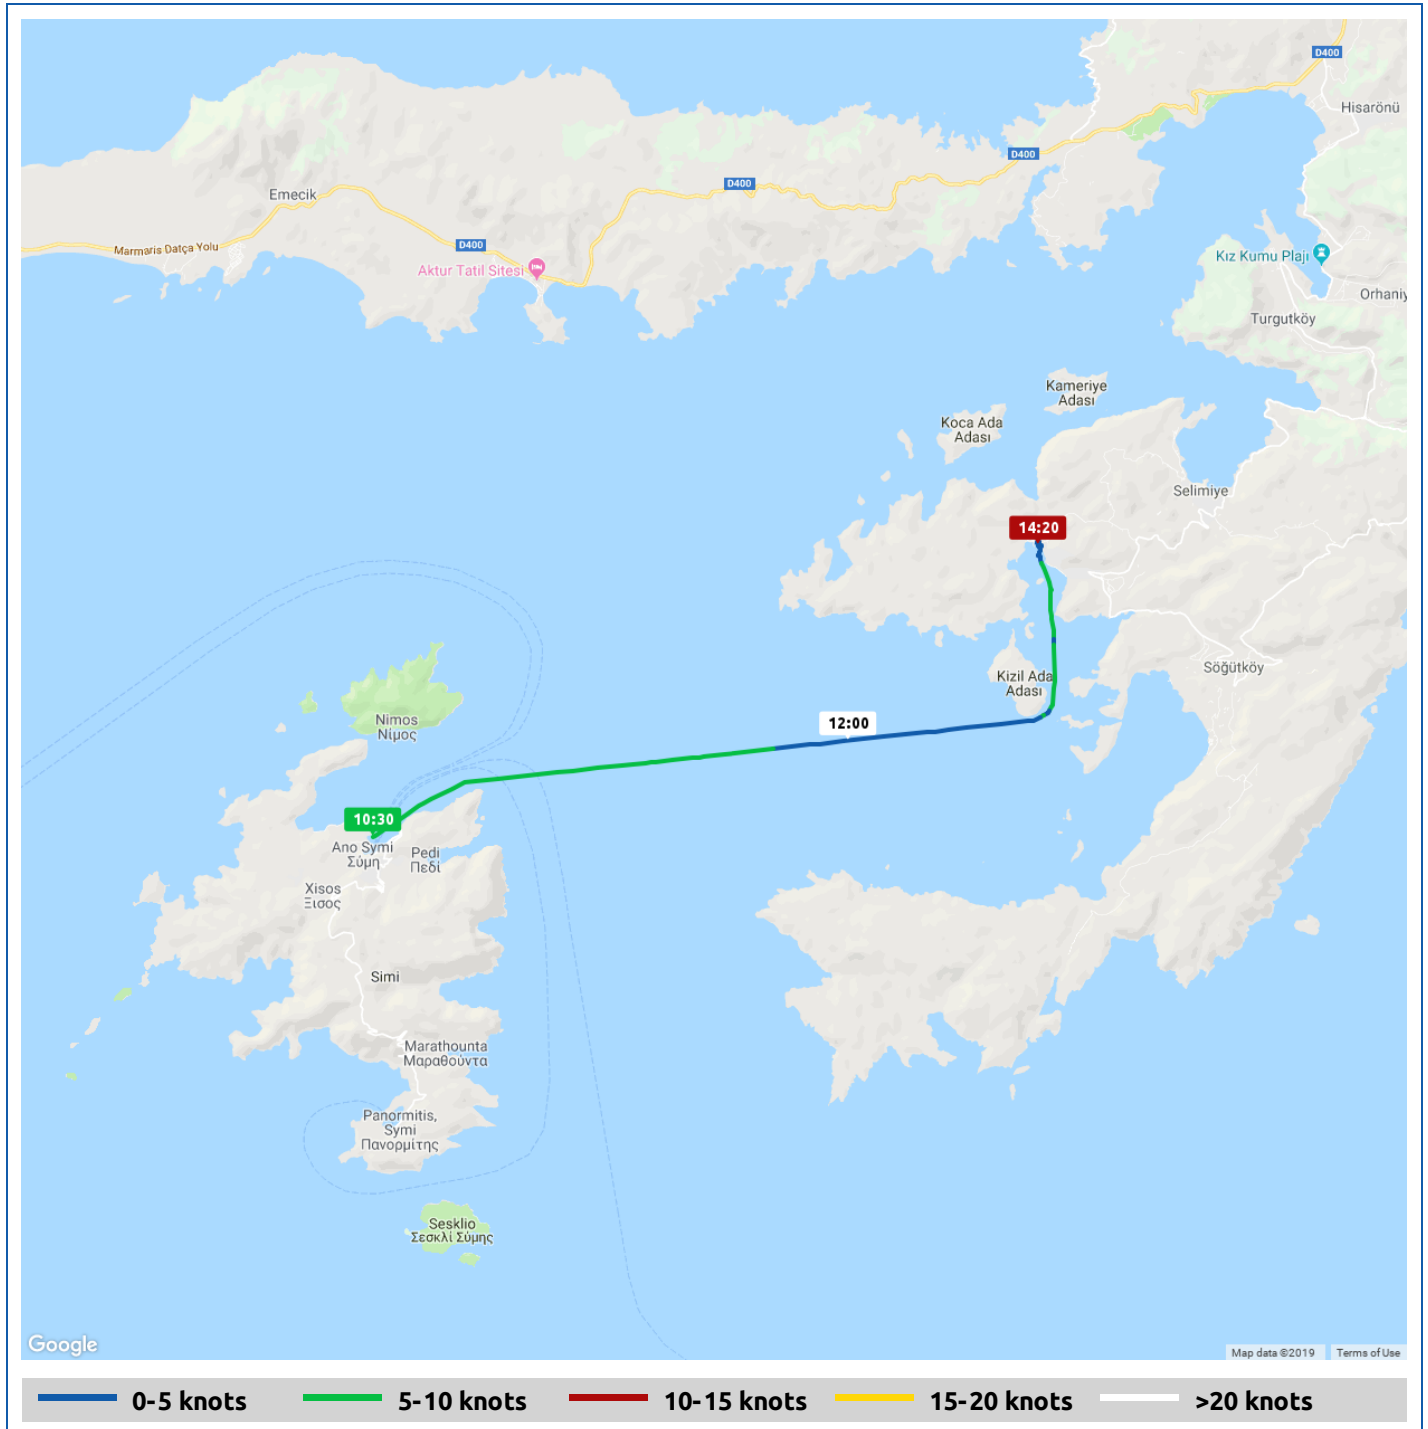 D400
Hisarönü
D400
D400
Emecik
D400
Marmaris Datça Yolu
Aktur Tatil Sitesi
Kız Kumu Plajı
Orhaniy
Turgutköy
Kameriye
Adası
Koca Ada
Adası
Selimiye
14:20
Söğütköy
Kizil Ada
Adası
Nimos
Νίμος
12:00
10:30
Ano Symi
Σύμη
Pedi
Πεδί
Xisos
Ξισος
Simi
Marathounta
Μαραθούντα
Panormitis,
Symi
Πανορμίτης
Sesklio
Σεσκλί Σύμης
Google
Map data ©2019
Terms of Use
0-5 knots
5-10 knots
10-15 knots
15-20 knots
>20 knots